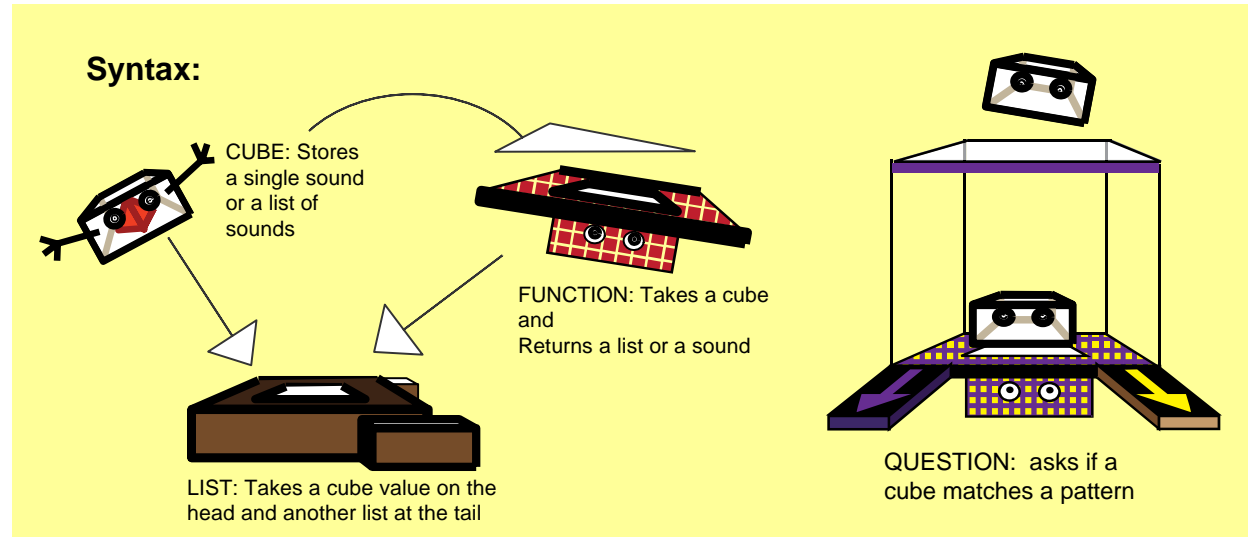 Syntax:
CUBE: Stores
a single sound
or a list of
sounds
FUNCTION: Takes a cube
and
Returns a list or a sound
LIST: Takes a cube value on the
head and another list at the tail
QUESTION: asks if a
cube matches a pattern